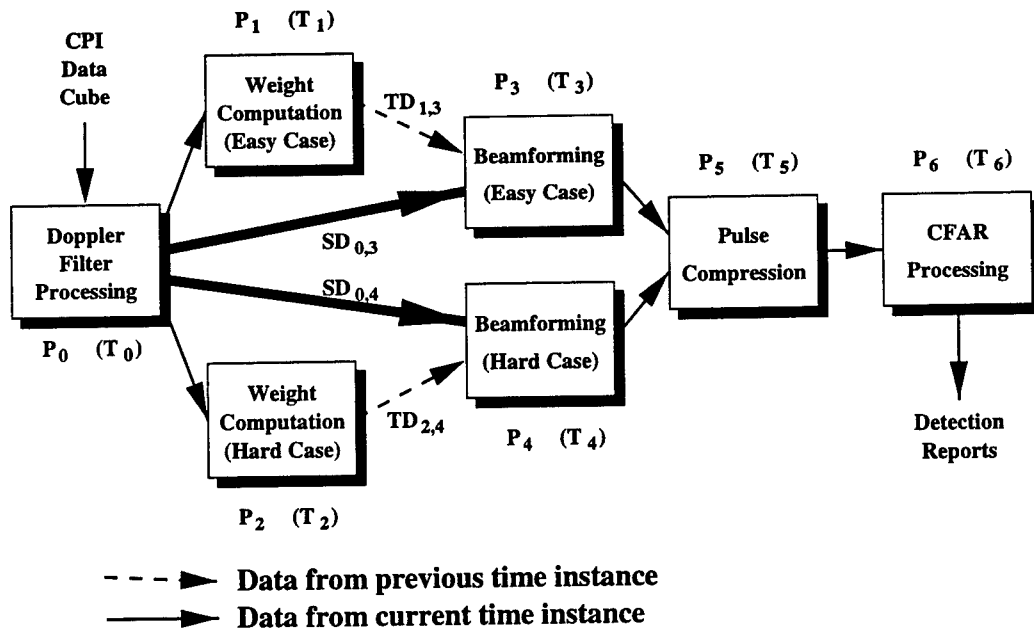 CPI
Data
Cube
Doppler
Filter
Processing
P0 (T0)
P1 (T1)
Weight
Computation
(Easy Case)
TD1,3
SD0,3
SD0,4
TD2,4
Weight
Computation
(Hard Case)
P2 (T2)
P3 (T3)
Beamforming
(Easy Case)
Beamforming
(Hard Case)
P4 (T4)
P5 (T5)
Pulse
Compression
P6 (T6)
CFAR
Processing
Detection
Reports
Data from previous time instance
Data from current time instance